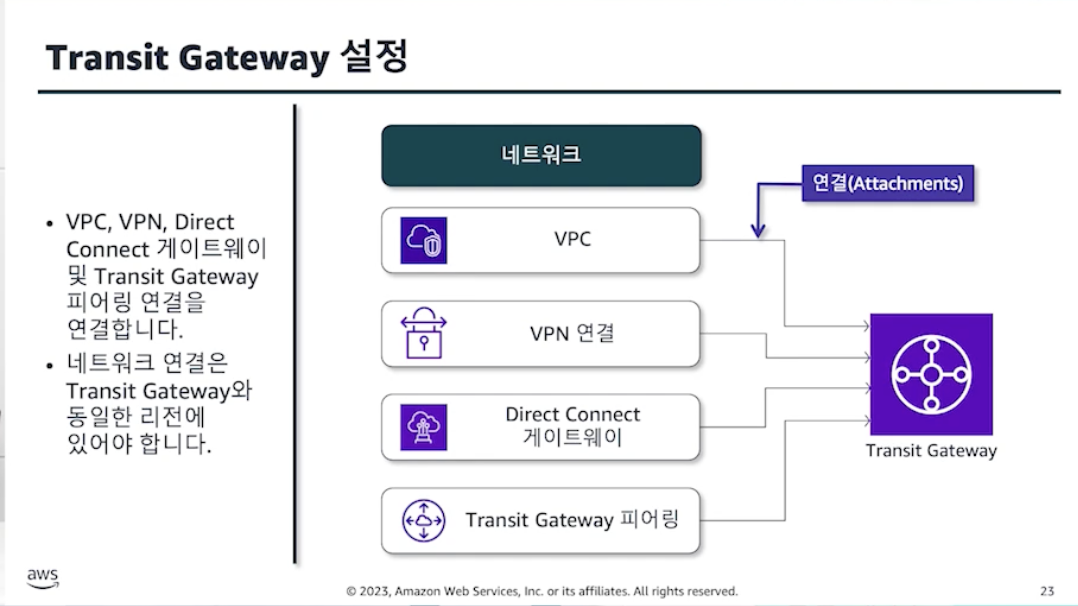 Transit Gateway 설정
• VPC, VPN, Direct
Connect 게이트웨이
및 Transit Gateway
피어링 연결을
연결합니다.
• 네트워크 연결은
Transit Gateway와
동일한 리전에
있어야 합니다.
네트워크
연결(Attachments)
VPC
VPN 연결
Direct Connect
게이트웨이
Transit Gateway 피어링
Transit Gateway
aws
© 2023, Amazon Web Services, Inc. or its affiliates. All rights reserved.
23